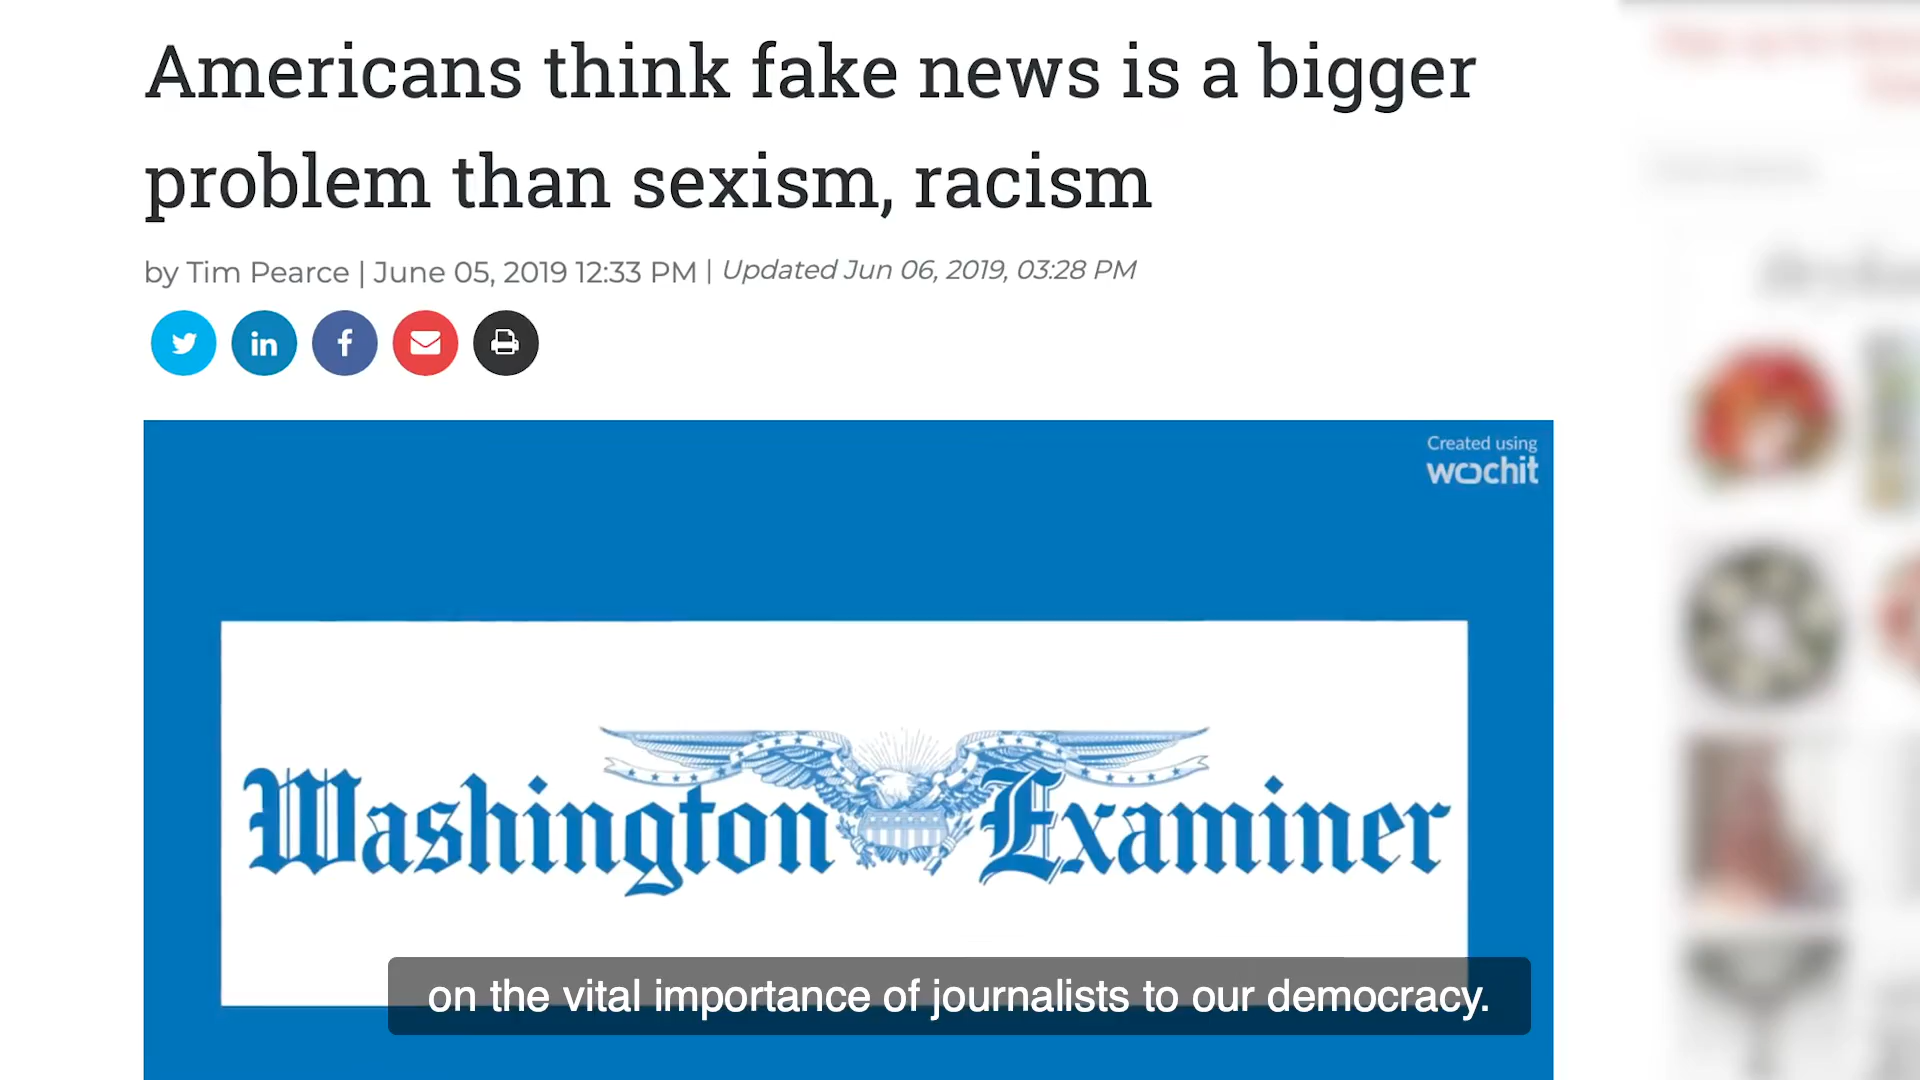 Americans think fake news is a bigger
problem than sexism, racism
by Tim Pearce | June 05, 2019 12:33 PM | Updated Jun 06, 2019, 03:28 PM
in
f
Created using
wochit
Washington Examiner
on the vital importance of journalists to our democracy.